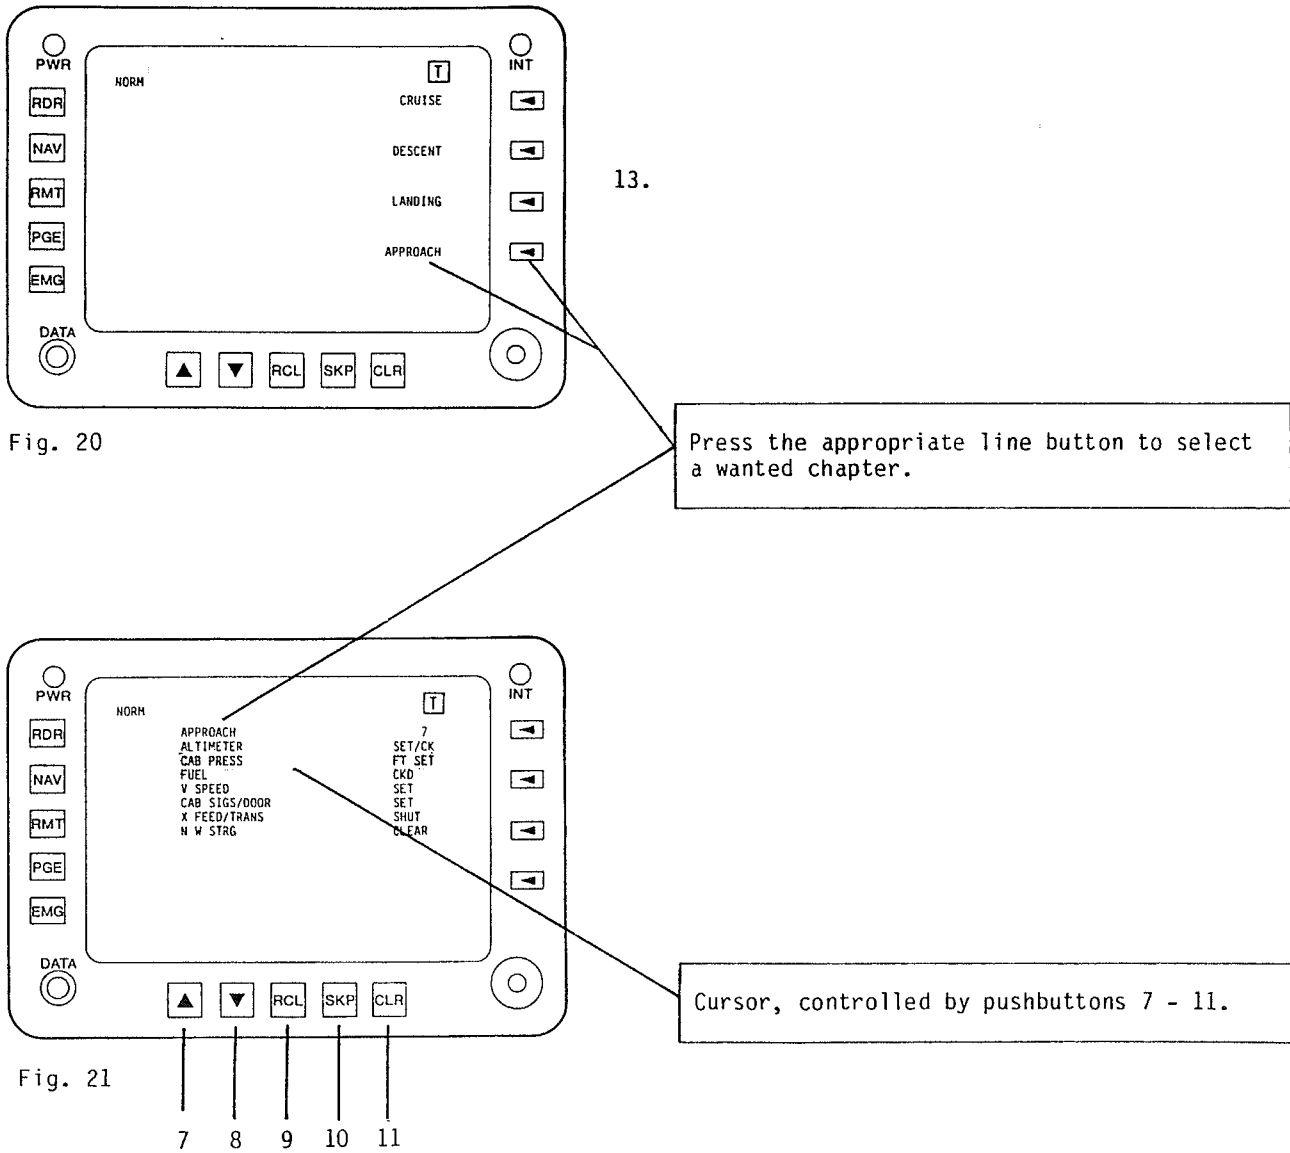 PWR
INT
NORM
T
RDR
CRUISE
NAV
DESCENT
13.
RMT
LANDING
PGE
APPROACH
EMG
DATA
RCL
SKP
CLR
Fig. 20
Press the appropriate line button to select
a wanted chapter.
PWR
INT
NORM
T
RDR
APPROACH 7
ALTIMETER SET/CK
CAB PRESS FT SET
FUEL CKD
V SPEED SET
CAB SIGS/DOOR SET
X FEED/TRANS SHUT
N W STRG CLEAR
NAV
RMT
PGE
EMG
DATA
RCL
SKP
CLR
Cursor, controlled by pushbuttons 7 - 11.
Fig. 21
7 8 9 10 11